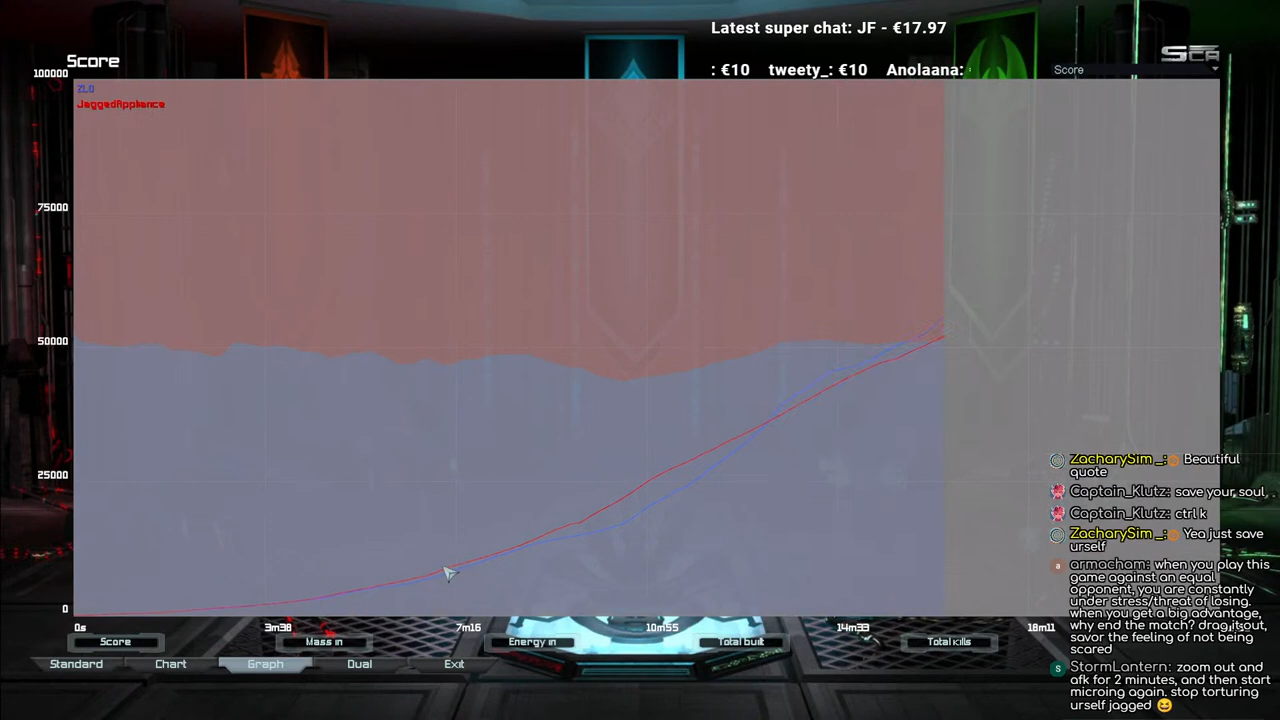 Latest super chat: JF - €17.97
Score
: €10 tweety_: €10 Anolaana:
SCA
Score
100000
ZLO
JaggedAppliance
75000
50000
25000
0
0s
3m38
7m16
10m55
14m33
18m11
Score
Mass in
Energy in
Total built
Total kills
Standard
Chart
Graph
Dual
Exit
ZacharySim_: Beautiful
quote
Captain_Klutz: save your soul,
Captain_Klutz: ctrl k
ZacharySim_: Yea just save
urself
a
armacham: when you play this
game against an equal
opponent, you are constantly
under stress/threat of losing.
when you get a big advantage,
why end the match? drag it out,
savor the feeling of not being
scared
S
StormLantern: zoom out and
afk for 2 minutes, and then start
microing again. stop torturing
urself jagged 😆